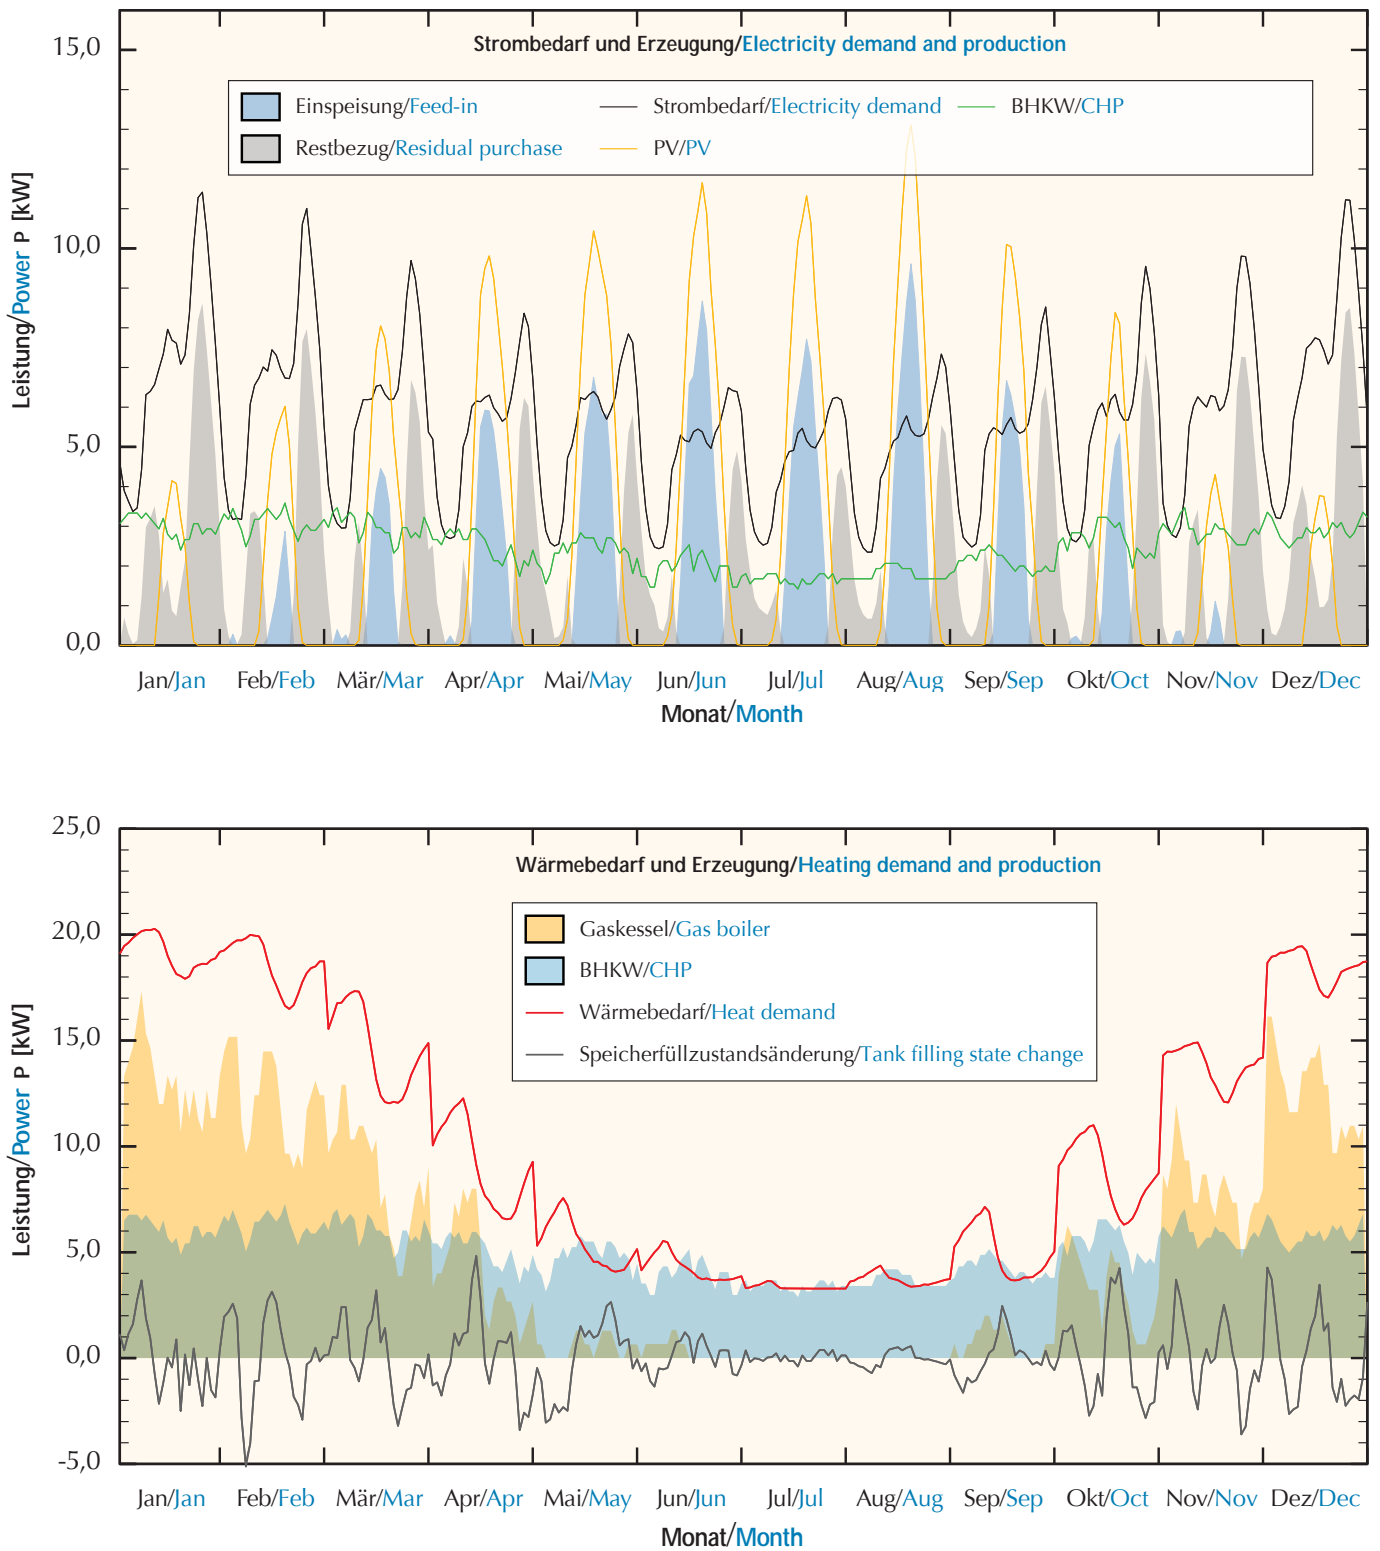 Strombedarf und Erzeugung/Electricity demand and production
Einspeisung/Feed-in
Strombedarf/Electricity demand
BHKW/CHP
Restbezug/Residual purchase
PV/PV
Leistung/Power P [kW]
15,0
10,0
5,0
0,0
Jan/Jan Feb/Feb Mär/Mar Apr/Apr Mai/May Jun/Jun Jul/Jul Aug/Aug Sep/Sep Okt/Oct Nov/Nov Dez/Dec
Monat/Month
Wärmebedarf und Erzeugung/Heating demand and production
Gaskessel/Gas boiler
BHKW/CHP
Wärmebedarf/Heat demand
Speicherfüllzustandsänderung/Tank filling state change
Leistung/Power P [kW]
25,0
20,0
15,0
10,0
5,0
0,0
-5,0
Jan/Jan Feb/Feb Mär/Mar Apr/Apr Mai/May Jun/Jun Jul/Jul Aug/Aug Sep/Sep Okt/Oct Nov/Nov Dez/Dec
Monat/Month